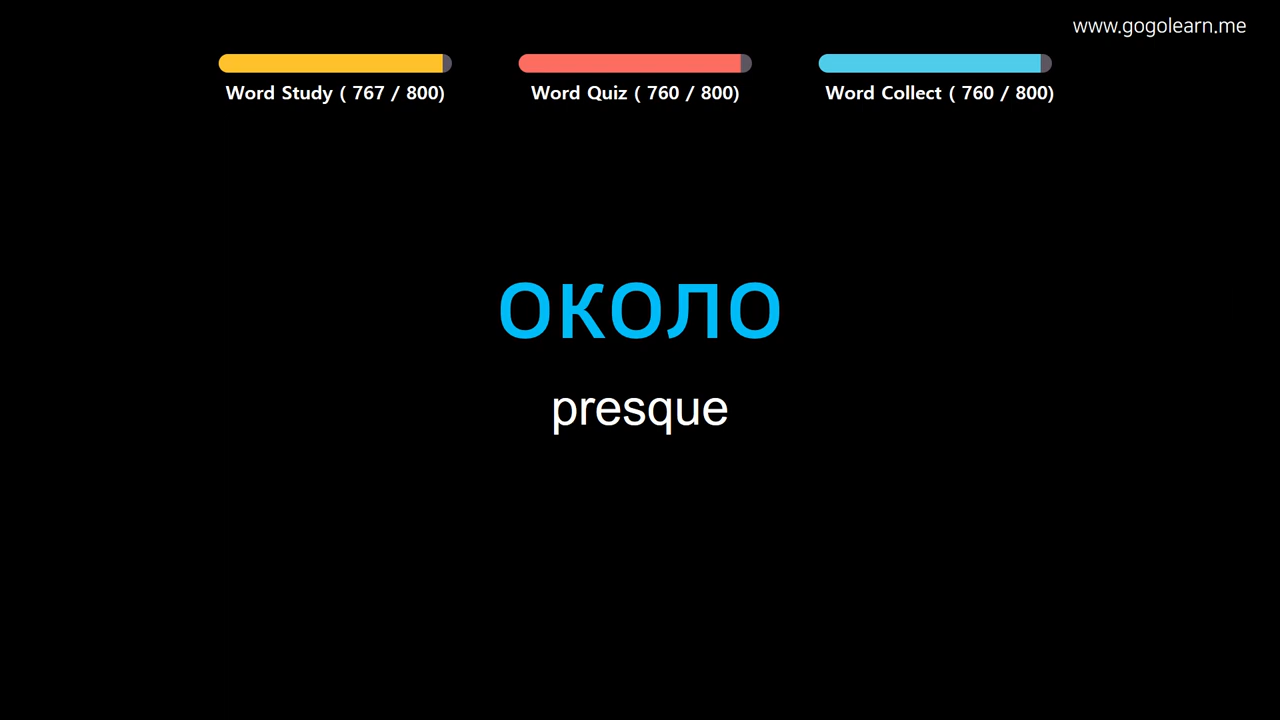 www.gogolearn.me
Word Study ( 767 / 800)
Word Quiz ( 760 / 800)
Word Collect ( 760 / 800)
около
presque